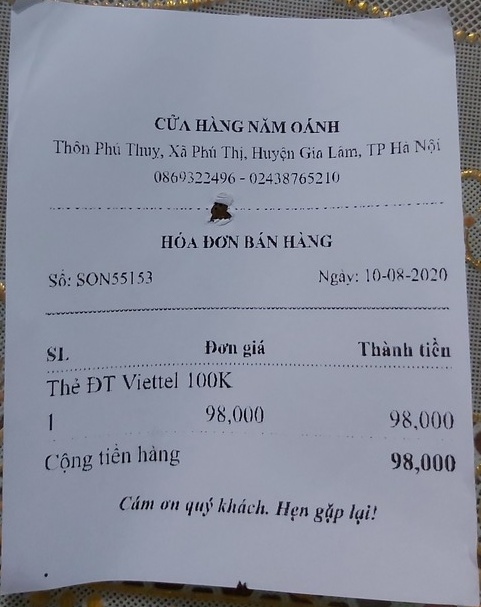 CỬA HÀNG NĂM OÁNH
Thôn Phú Thụy, Xã Phú Thị, Huyện Gia Lâm, TP Hà Nội
0869322496 - 02438765210
HÓA ĐƠN BÁN HÀNG
Số: SON55153 Ngày: 10-08-2020
SL Đơn giá Thành tiền
Thẻ ĐT Viettel 100K
1 98,000 98,000
Cộng tiền hàng 98,000
Cám ơn quý khách. Hẹn gặp lại!